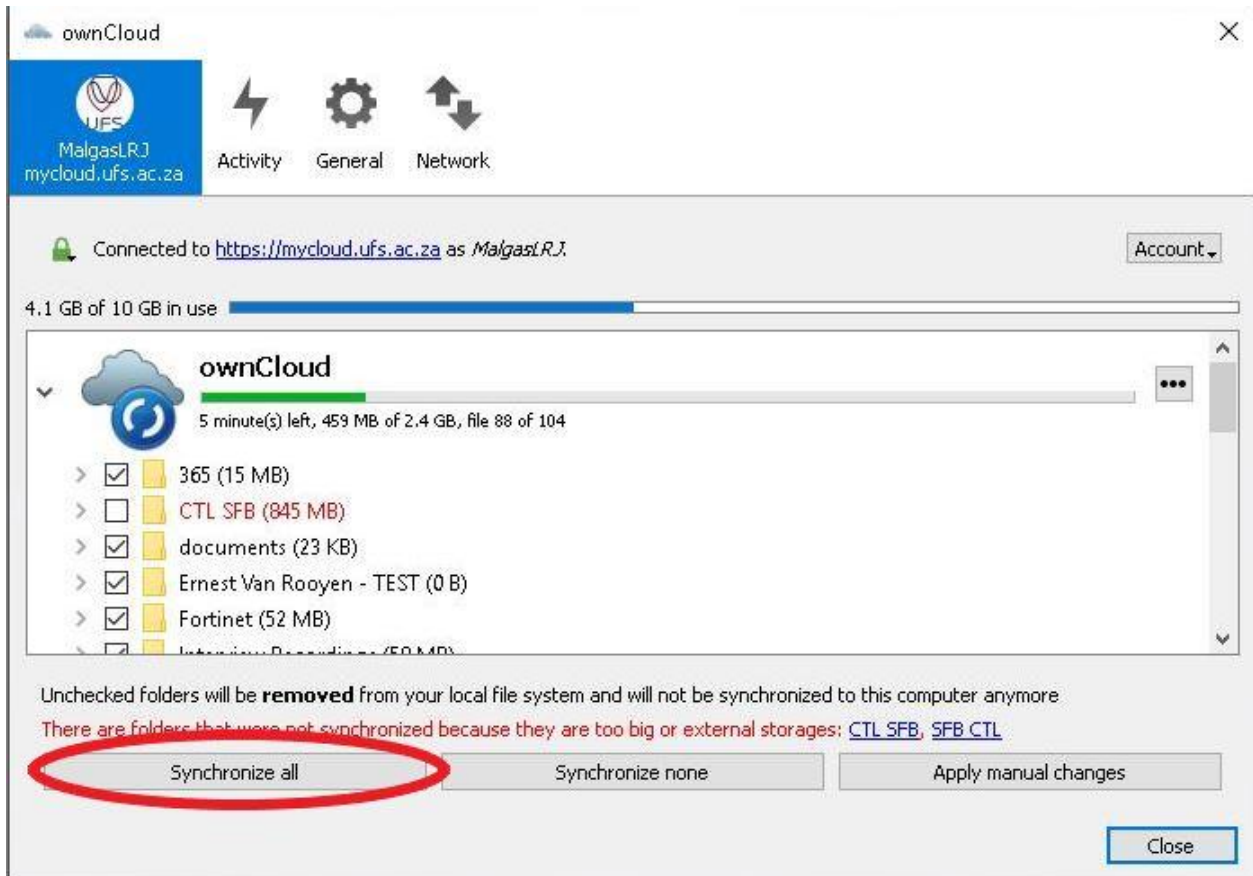 ownCloud
UFS
MalgasLRJ
mycloud.ufs.ac.za
Activity
General
Network
Connected to https://mycloud.ufs.ac.za as MalgasLRJ.
Account
4.1 GB of 10 GB in use
ownCloud
5 minute(s) left, 459 MB of 2.4 GB, file 88 of 104
365 (15 MB)
CTL SFB (845 MB)
documents (23 KB)
Ernest Van Rooyen - TEST (0 B)
Fortinet (52 MB)
Unchecked folders will be removed from your local file system and will not be synchronized to this computer anymore
There are folders that were not synchronized because they are too big or external storages: CTL SFB, SFB CTL
Synchronize all
Synchronize none
Apply manual changes
Close